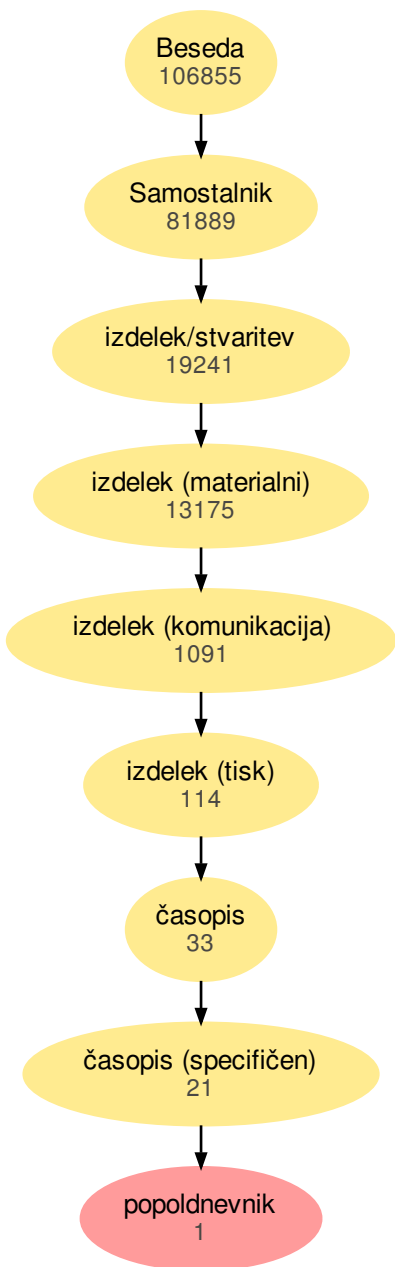 Beseda
106855
Samostalnik
81889
izdelek/stvaritev
19241
izdelek (materialni)
13175
izdelek (komunikacija)
1091
izdelek (tisk)
114
časopis
33
časopis (specifičen)
21
popoldnevnik
1